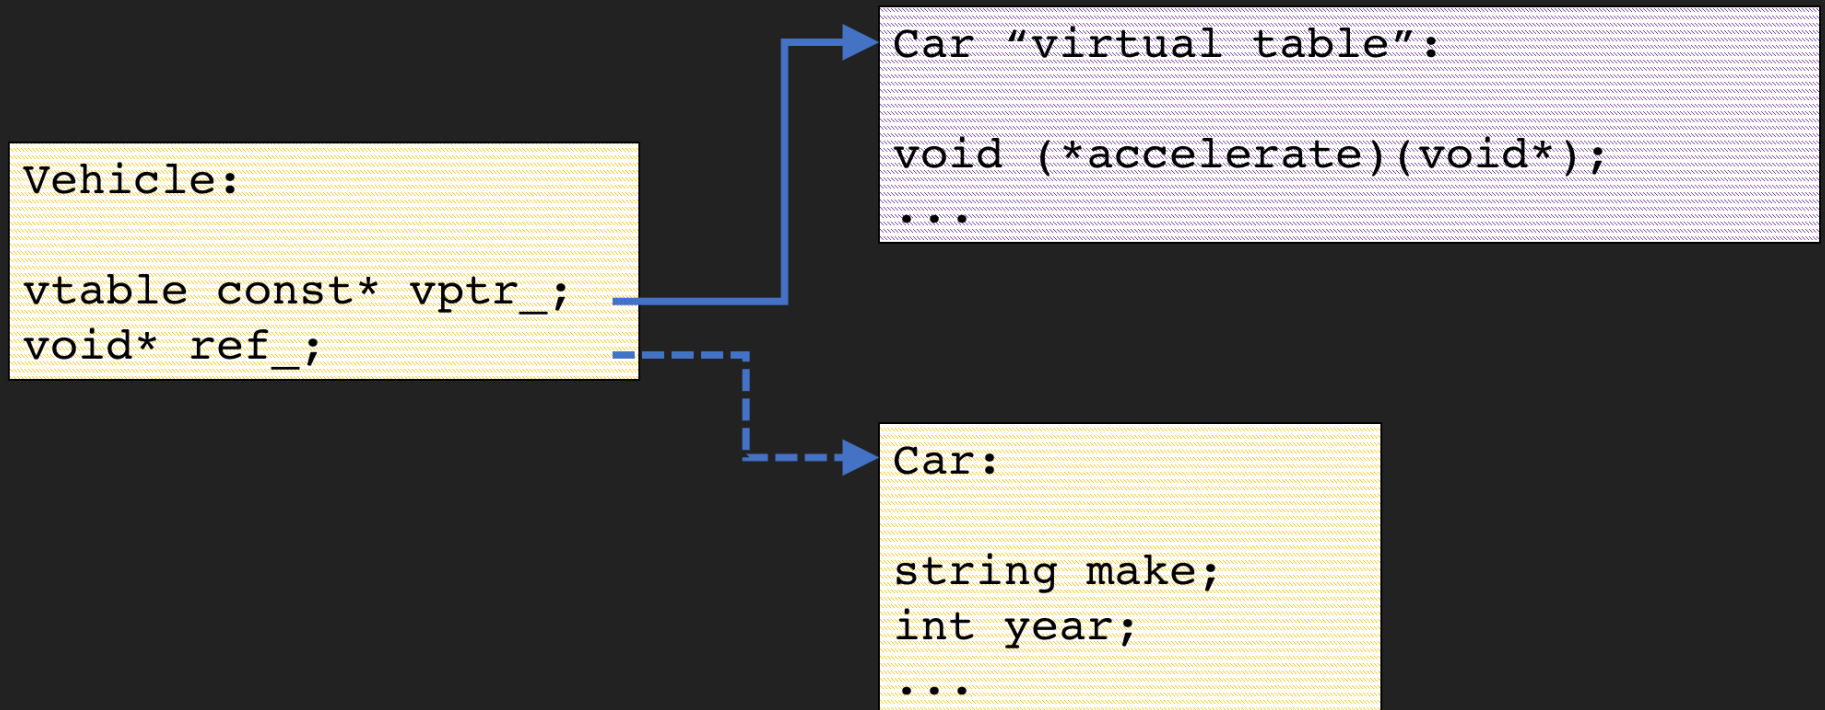 Vehicle:
vtable const* vptr_;
void* ref_;
Car “virtual table”:
void (*accelerate)(void*);
...
Car:
string make;
int year;
...